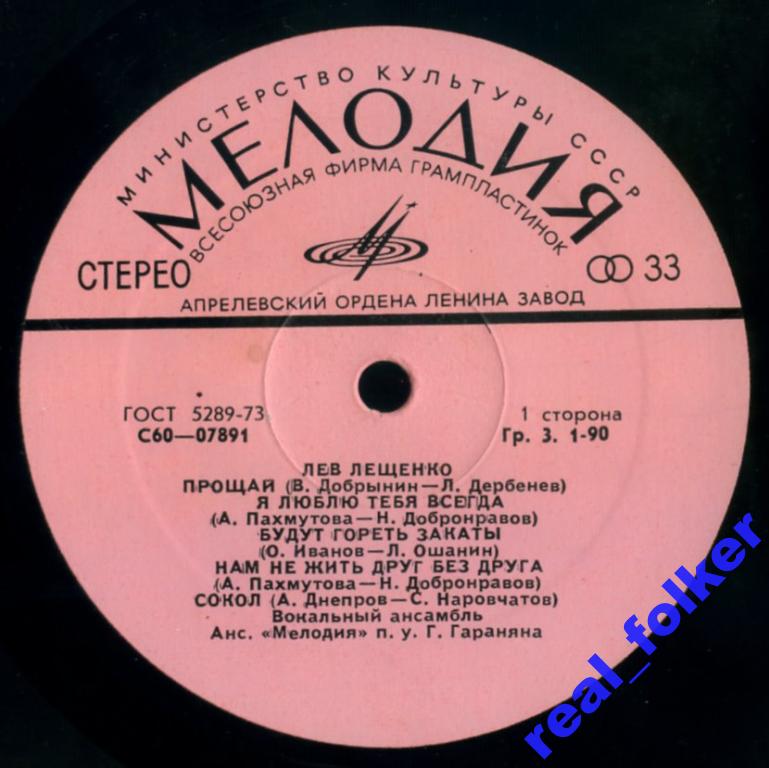 МИНИСТЕРСТВО КУЛЬТУРЫ СССР
МЕЛОДИЯ
ВСЕСОЮЗНАЯ ФИРМА ГРАМПЛАСТИНОК
СТЕРЕО
33
АПРЕЛЕВСКИЙ ОРДЕНА ЛЕНИНА ЗАВОД
ГОСТ 5289-73
1 сторона
С60—07891
Гр. 3. 1-90
ЛЕВ ЛЕЩЕНКО
ПРОЩАЙ (В. Добрынин—Л. Дербенев)
Я ЛЮБЛЮ ТЕБЯ ВСЕГДА
(А. Пахмутова—Н. Добронравов)
БУДУТ ГОРЕТЬ ЗАКАТЫ
(О. Иванов—Л. Ошанин)
НАМ НЕ ЖИТЬ ДРУГ БЕЗ ДРУГА
(А. Пахмутова—Н. Добронравов)
СОКОЛ (А. Днепров—С. Наровчатов)
Вокальный ансамбль
Анс. «Мелодия» п. у. Г. Гараняна
real_folker